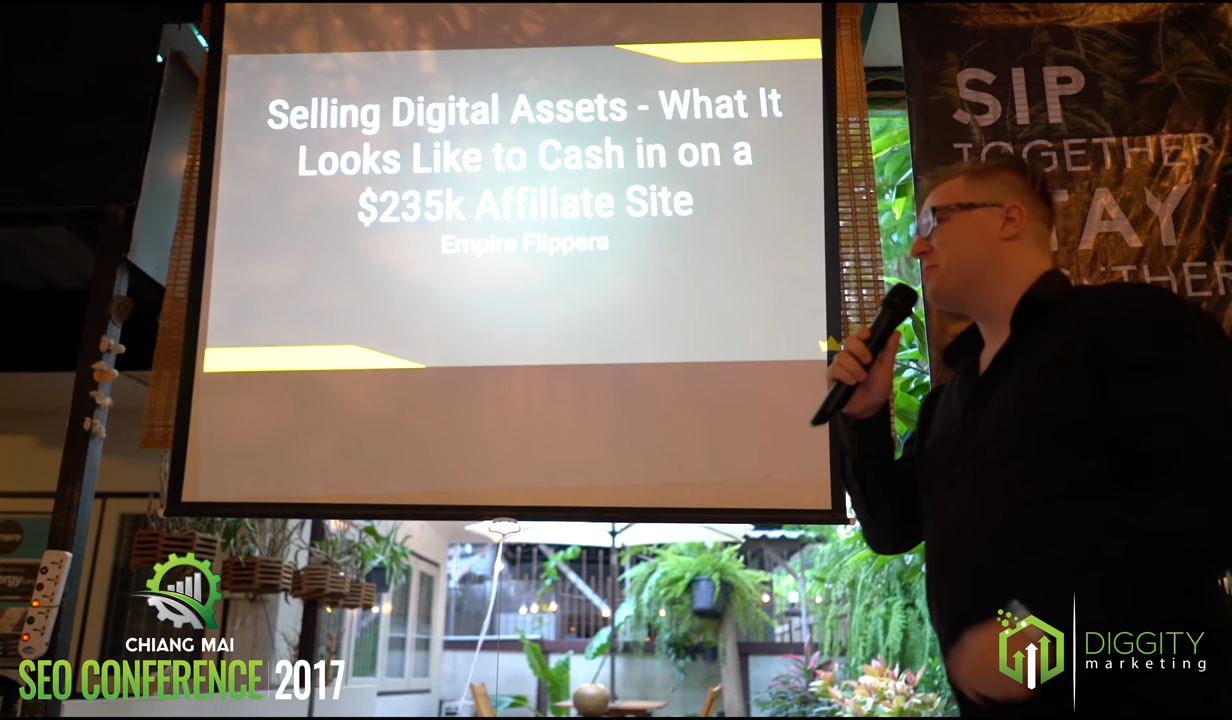 Selling Digital Assets - What It
Looks Like to Cash in on a
$235k Affiliate Site
Empire Flippers
SIP
TOGETHER
TAY
THER
CHIANG MAI
SEO CONFERENCE 2017
DIGGITY
marketing